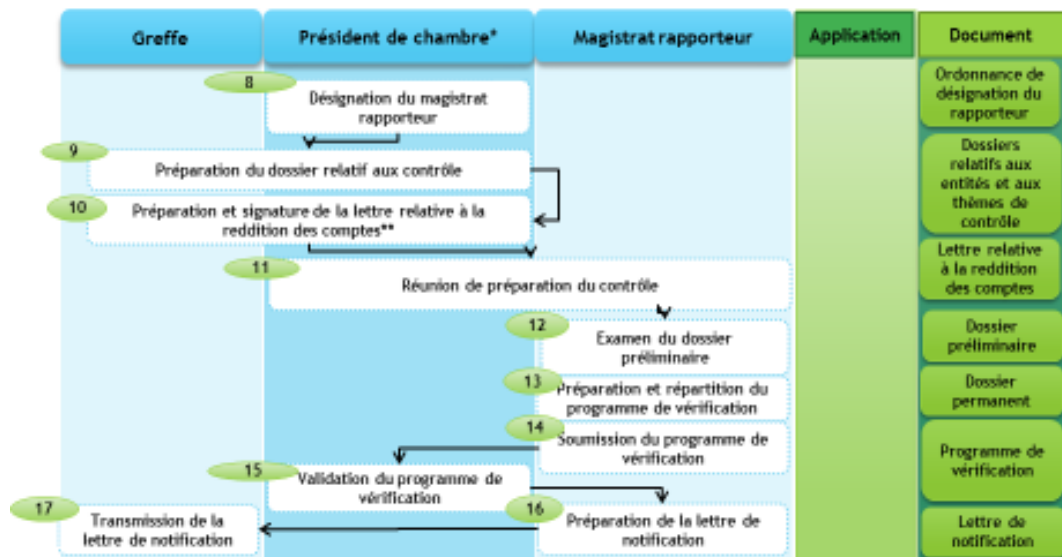 Greffe
Président de chambre*
Magistrat rapporteur
Application
Document
8
Désignation du magistrat
rapporteur
Ordonnance de
désignation du
rapporteur
9
Préparation du dossier relatif aux contrôle
Dossiers
relatifs aux
entités et aux
thèmes de
contrôle
10
Préparation et signature de la lettre relative à la
reddition des comptes**
11
Réunion de préparation du contrôle
Lettre relative
à la reddition
des comptes
12
Examen du dossier
préliminaire
Dossier
préliminaire
13
Préparation et répartition du
programme de vérification
Dossier
permanent
14
Soumission du programme de
vérification
Programme de
vérification
15
Validation du programme de
vérification
16
Préparation de la lettre de
notification
17
Transmission de la
lettre de notification
Lettre de
notification